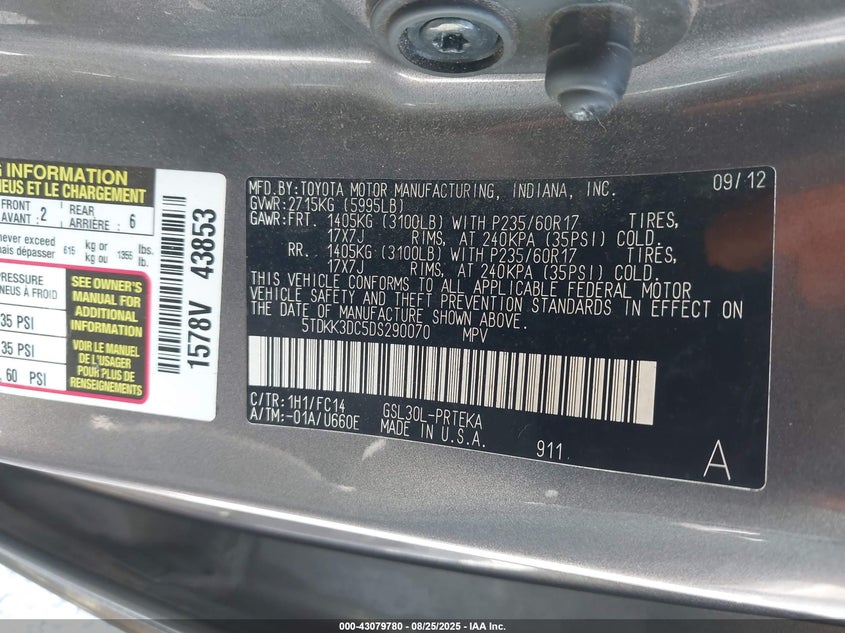 G INFORMATION
NEUS ET LE CHARGEMENT
FRONT
AVANT : 2
REAR
ARRIÈRE : 6
never exceed
mais dépasser 615 kg or
kg ou 1355 lbs.
lb.
PRESSURE
PNEUS À FROID
35 PSI
35 PSI
, 60 PSI
SEE OWNER'S
MANUAL FOR
ADDITIONAL
INFORMATION
VOIR LE MANUEL
DE L'USAGER
POUR PLUS DE
RENSEIGNEMENTS
1578V 43853
MFD.BY:TOYOTA MOTOR MANUFACTURING, INDIANA, INC. 09/12
GVWR: 2715KG (5995LB)
GAWR:FRT. 1405KG (3100LB) WITH P235/60R17 TIRES,
17X7J RIMS, AT 240KPA (35PSI) COLD.
RR. 1405KG (3100LB) WITH P235/60R17 TIRES,
17X7J RIMS, AT 240KPA (35PSI) COLD.
THIS VEHICLE CONFORMS TO ALL APPLICABLE FEDERAL MOTOR
VEHICLE SAFETY AND THEFT PREVENTION STANDARDS IN EFFECT ON
THE DATE OF MANUFACTURE SHOWN ABOVE.
5TDKK3DC5DS290070 MPV
C/TR:1H1/FC14 GSL30L-PRTEKA
A/TM:-01A/U660E MADE IN U.S.A.
911
A
000-43079780 - 08/25/2025 - IAA Inc.